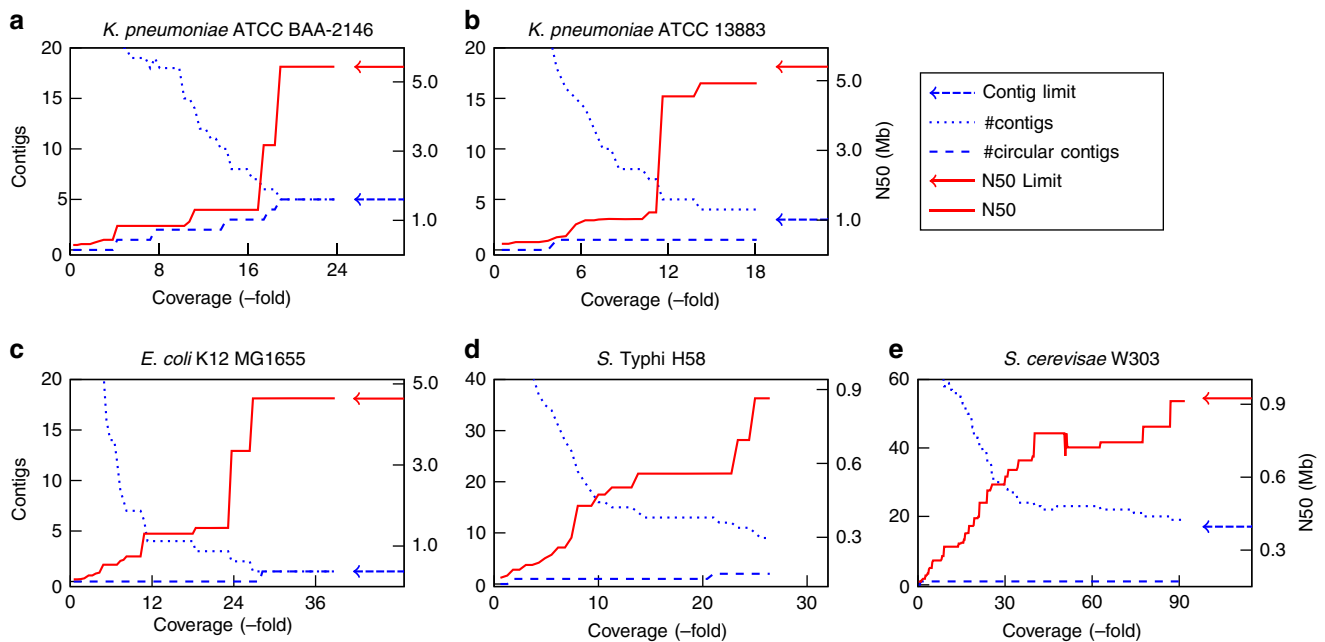 a
K. pneumoniae ATCC BAA-2146
20
15
10
5
0
5.0
3.0
1.0
0 8 16 24
Contigs
Coverage (–fold)
b
K. pneumoniae ATCC 13883
20
15
10
5
0
5.0
3.0
1.0
0 6 12 18
N50 (Mb)
Coverage (–fold)
Contig limit
#contigs
#circular contigs
N50 Limit
N50
c
E. coli K12 MG1655
20
15
10
5
0
5.0
3.0
1.0
0 12 24 36
Contigs
Coverage (–fold)
d
S. Typhi H58
40
30
20
10
0
0.9
0.6
0.3
0 10 20 30
Coverage (–fold)
e
S. cerevisae W303
60
40
20
0
0.9
0.6
0.3
0 30 60 90
N50 (Mb)
Coverage (–fold)